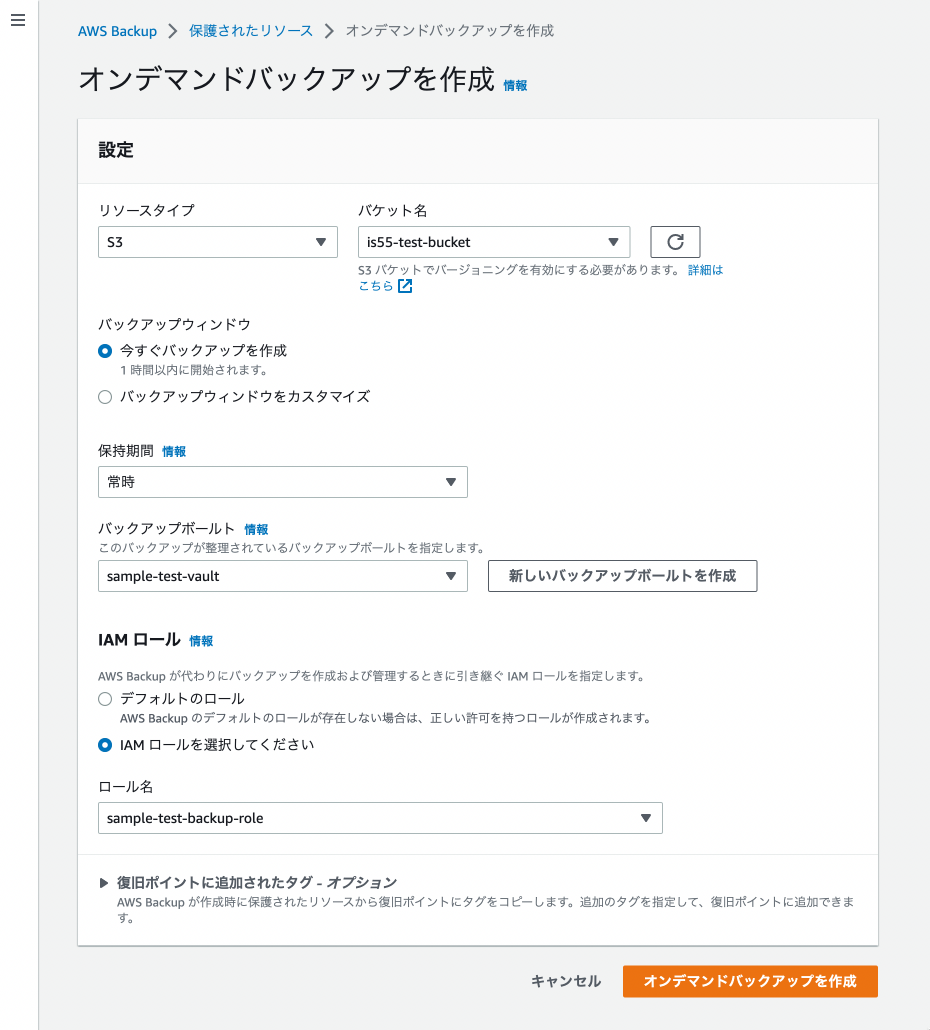 AWS Backup > 保護されたリソース > オンデマンドバックアップを作成
オンデマンドバックアップを作成 情報
設定
リソースタイプ
バケット名
S3
is55-test-bucket
S3 バケットでバージョニングを有効にする必要があります。 詳細は
こちら
バックアップウィンドウ
今すぐバックアップを作成
1 時間以内に開始されます。
バックアップウィンドウをカスタマイズ
保持期間 情報
常時
バックアップボールト 情報
このバックアップが整理されているバックアップボールトを指定します。
sample-test-vault
新しいバックアップボールトを作成
IAM ロール 情報
AWS Backup が代わりにバックアップを作成および管理するときに引き継ぐ IAM ロールを指定します。
デフォルトのロール
AWS Backup のデフォルトのロールが存在しない場合は、正しい許可を持つロールが作成されます。
IAM ロールを選択してください
ロール名
sample-test-backup-role
復旧ポイントに追加されたタグ - オプション
AWS Backup が作成時に保護されたリソースから復旧ポイントにタグをコピーします。追加のタグを指定して、復旧ポイントに追加できま
す。
キャンセル
オンデマンドバックアップを作成